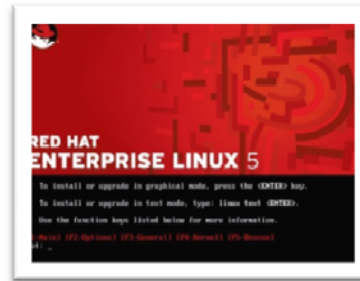 RED HAT
ENTERPRISE LINUX 5
To install or upgrade in graphical mode, press the <ENTER> key.
To install or upgrade in text mode, type: linux text <ENTER>.
Use the function keys listed below for more information.
-Main] [F2-Options] [F3-General] [F4-Kernel] [F5-Rescue]
ot: _